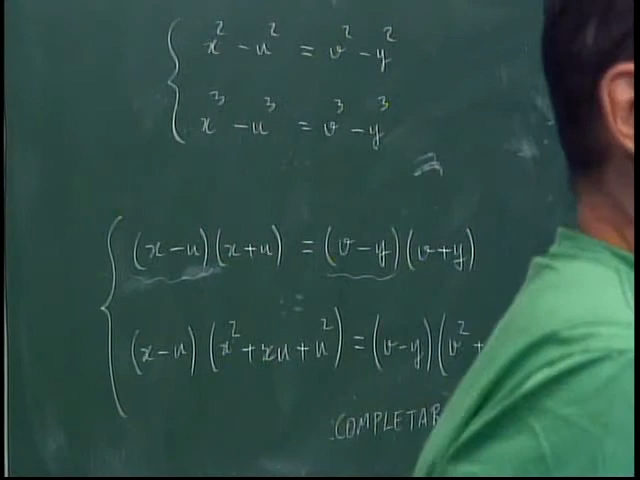 x² - u² = v² - y²
x³ - u³ = v³ - y³
(x-u)(x+u) = (v-y)(v+y)
(x-u)(x²+xu+u²) = (v-y)(v²+
COMPLETAR